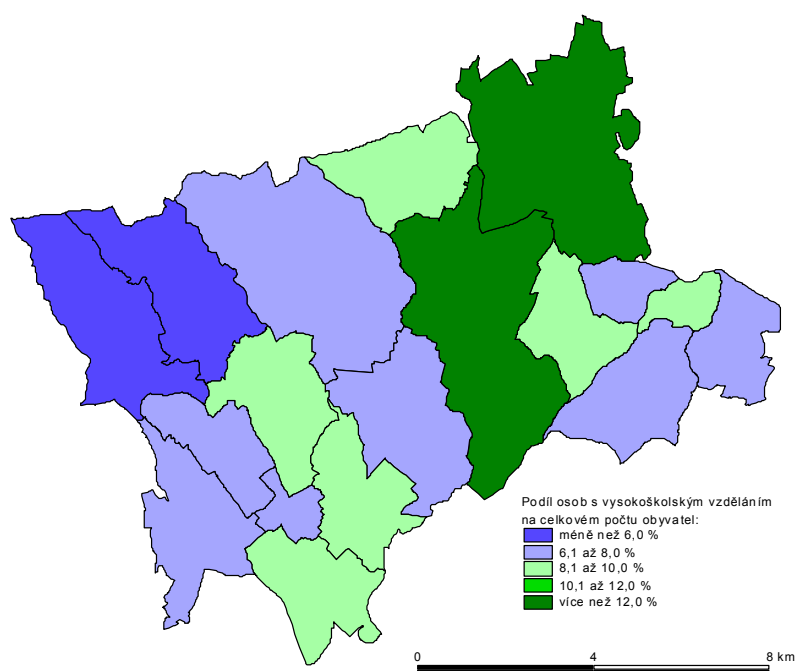 Podíl osob s vysokoškolským vzděláním
na celkovém počtu obyvatel:
méně než 6,0 %
6,1 až 8,0 %
8,1 až 10,0 %
10,1 až 12,0 %
více než 12,0 %
0 4 8 km